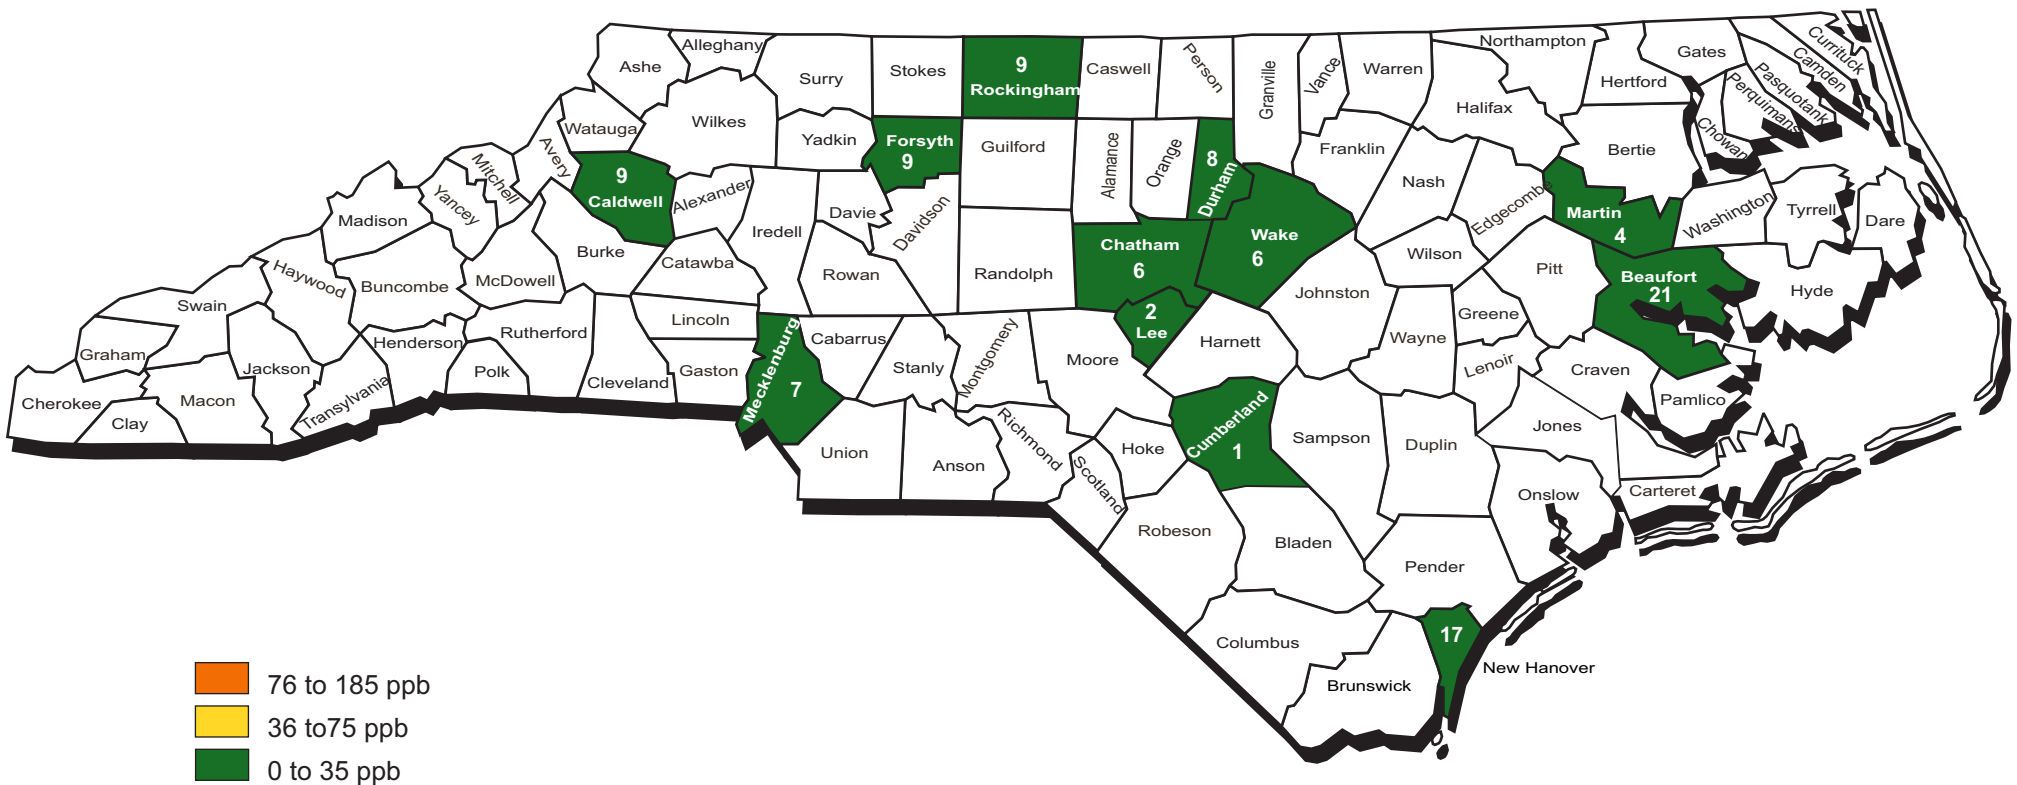 Alleghany
Ashe
Surry
Stokes
9
Rockingham
Caswell
Person
Granville
Vance
Warren
Northampton
Halifax
Hertford
Gates
Currituck
Camden
Pasquotank
Perquimans
Chowan
Bertie
Watauga
Wilkes
Yadkin
Forsyth
9
Guilford
Alamance
Orange
8
Durham
Franklin
Nash
Edgecombe
Martin
4
Washington
Tyrrell
Dare
Avery
Mitchell
Yancey
Madison
9
Caldwell
Alexander
Iredell
Davie
Davidson
Rowan
Randolph
Chatham
6
Wake
6
Johnston
Wilson
Pitt
Beaufort
21
Hyde
Burke
Catawba
McDowell
Buncombe
Haywood
Swain
Graham
Cherokee
Clay
Macon
Jackson
Transylvania
Henderson
Polk
Rutherford
Cleveland
Lincoln
Gaston
Mecklenburg
7
Cabarrus
Stanly
Montgomery
Moore
2
Lee
Harnett
Wayne
Greene
Lenoir
Craven
Pamlico
Jones
Union
Anson
Richmond
Scotland
Hoke
Cumberland
1
Sampson
Duplin
Onslow
Carteret
Robeson
Bladen
Pender
Columbus
Brunswick
17
New Hanover
76 to 185 ppb
36 to75 ppb
0 to 35 ppb